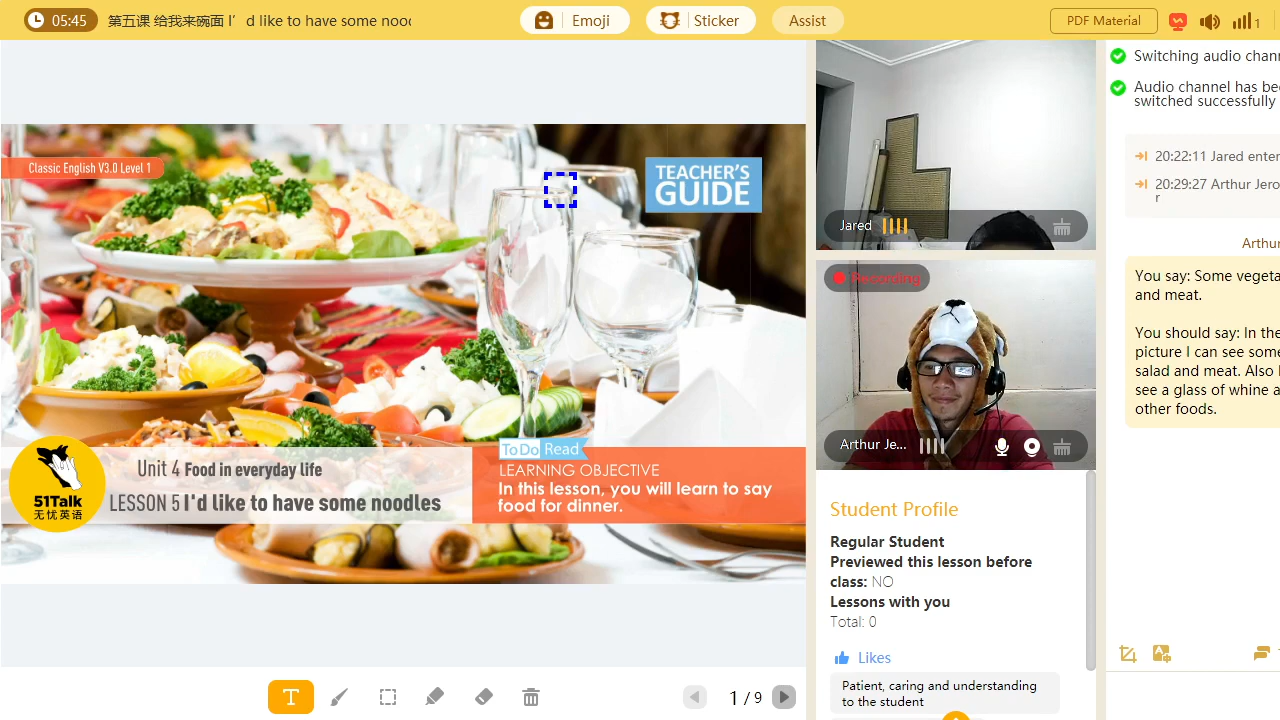 05:45
第五课 给我来碗面 I’d like to have some nooc
Emoji
Sticker
Assist
PDF Material
1
Classic English V3.0 Level 1
TEACHER'S
GUIDE
51Talk
无忧英语
Unit 4 Food in everyday life
LESSON 5 I'd like to have some noodles
To Do Read
LEARNING OBJECTIVE
In this lesson, you will learn to say
food for dinner.
T
1 / 9
Jared
Recording
Arthur Je...
Student Profile
Regular Student
Previewed this lesson before
class: NO
Lessons with you
Total: 0
Likes
Patient, caring and understanding
to the student
Switching audio chann
Audio channel has bee
switched successfully
20:22:11 Jared enter
20:29:27 Arthur Jero
r
Arthur
You say: Some vegeta
and meat.
You should say: In the
picture I can see some
salad and meat. Also I
see a glass of whine a
other foods.